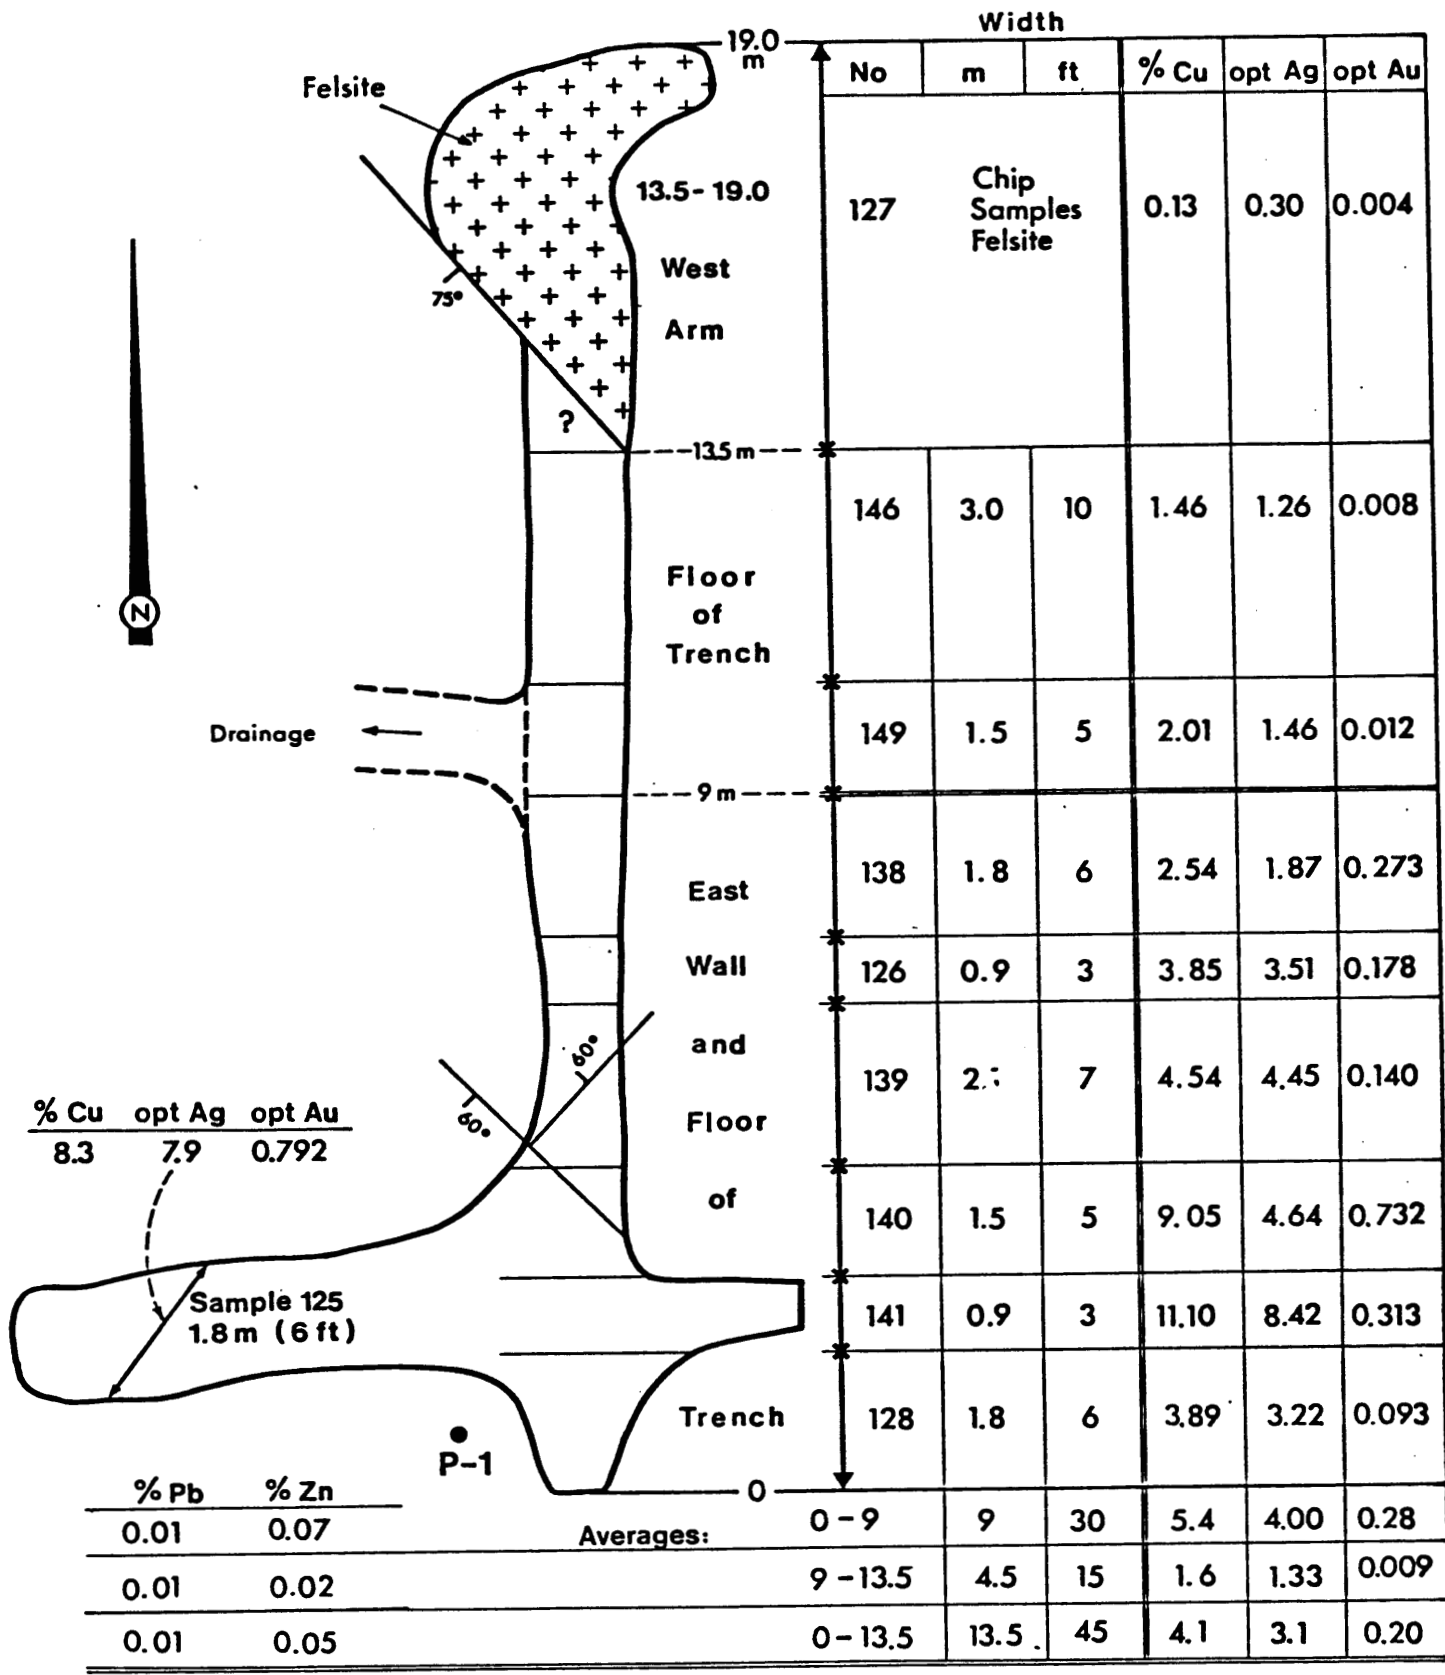 Width
19.0 m
No m ft % Cu opt Ag opt Au
Felsite
13.5-19.0
127 Chip Samples Felsite 0.13 0.30 0.004
West
Arm
75°
?
13.5 m
146 3.0 10 1.46 1.26 0.008
Floor
of
Trench
N
Drainage
149 1.5 5 2.01 1.46 0.012
9 m
138 1.8 6 2.54 1.87 0.273
East
Wall
126 0.9 3 3.85 3.51 0.178
and
60°
60°
139 7 4.54 4.45 0.140
Floor
% Cu opt Ag opt Au
8.3 7.9 0.792
of
140 1.5 5 9.05 4.64 0.732
Sample 125
1.8 m (6 ft)
141 0.9 3 11.10 8.42 0.313
Trench
128 1.8 6 3.89 3.22 0.093
P-1
0
% Pb % Zn
0.01 0.07 Averages: 0-9 9 30 5.4 4.00 0.28
0.01 0.02 9-13.5 4.5 15 1.6 1.33 0.009
0.01 0.05 0-13.5 13.5 45 4.1 3.1 0.20